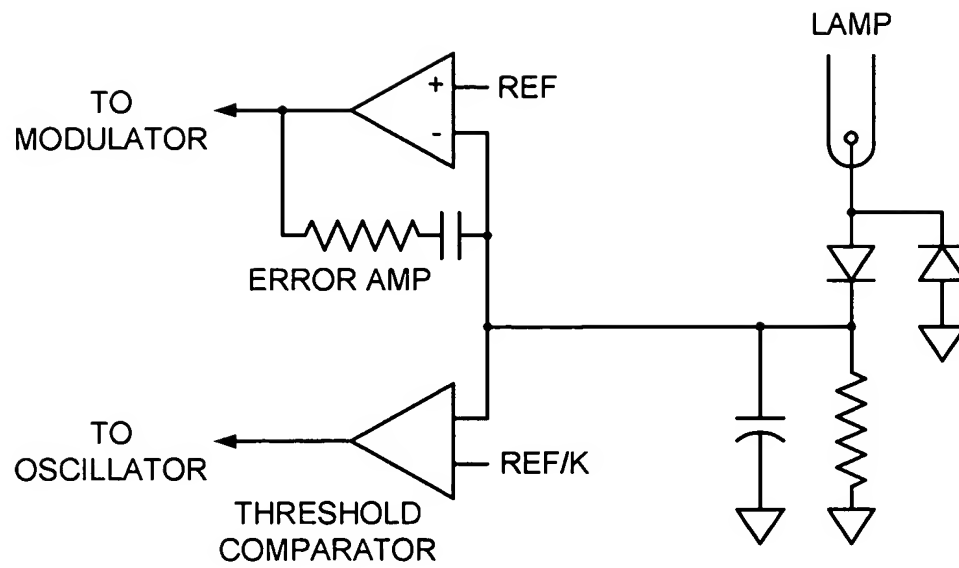 LAMP
TO
MODULATOR
+
REF
-
ERROR AMP
TO
OSCILLATOR
REF/K
THRESHOLD
COMPARATOR